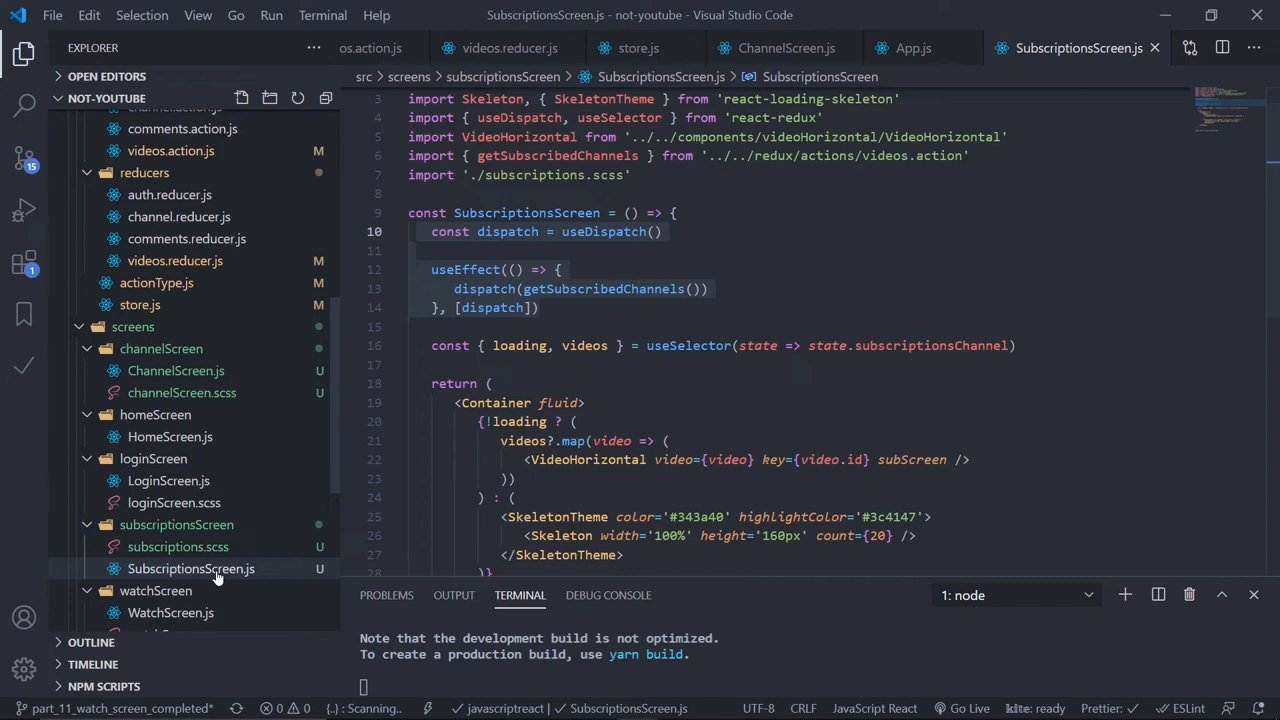 File Edit Selection View Go Run Terminal Help SubscriptionsScreen.js - not-youtube - Visual Studio Code
EXPLORER
OPEN EDITORS
NOT-YOUTUBE
channel.action.js
comments.action.js
videos.action.js M
reducers
auth.reducer.js
channel.reducer.js
comments.reducer.js
videos.reducer.js M
actionType.js M
store.js M
screens
channelScreen
ChannelScreen.js U
channelScreen.scss U
homeScreen
HomeScreen.js
loginScreen
LoginScreen.js
loginScreen.scss
subscriptionsScreen
subscriptions.scss U
SubscriptionsScreen.js U
watchScreen
WatchScreen.js
OUTLINE
TIMELINE
NPM SCRIPTS
15
1
os.action.js videos.reducer.js store.js ChannelScreen.js App.js SubscriptionsScreen.js
src > screens > subscriptionsScreen > SubscriptionsScreen.js > SubscriptionsScreen
3 import Skeleton, { SkeletonTheme } from 'react-loading-skeleton'
4 import { useDispatch, useSelector } from 'react-redux'
5 import VideoHorizontal from '../../components/videoHorizontal/VideoHorizontal'
6 import { getSubscribedChannels } from '../../redux/actions/videos.action'
7 import './subscriptions.scss'
8
9 const SubscriptionsScreen = () => {
10 const dispatch = useDispatch()
11
12 useEffect(() => {
13 dispatch(getSubscribedChannels())
14 }, [dispatch])
15
16 const { loading, videos } = useSelector(state => state.subscriptionsChannel)
17
18 return (
19 <Container fluid>
20 {!loading ? (
21 videos?.map(video => (
22 <VideoHorizontal video={video} key={video.id} subScreen />
23 ))
24 ) : (
25 <SkeletonTheme color='#343a40' highlightColor='#3c4147'>
26 <Skeleton width='100%' height='160px' count={20} />
27 </SkeletonTheme>
28 )}
PROBLEMS OUTPUT TERMINAL DEBUG CONSOLE 1: node
Note that the development build is not optimized.
To create a production build, use yarn build.
part_11_watch_screen_completed* 0 0 {..} : Scanning.. javascriptreact SubscriptionsScreen.js UTF-8 CRLF JavaScript React Go Live kite: ready Prettier: ESLint